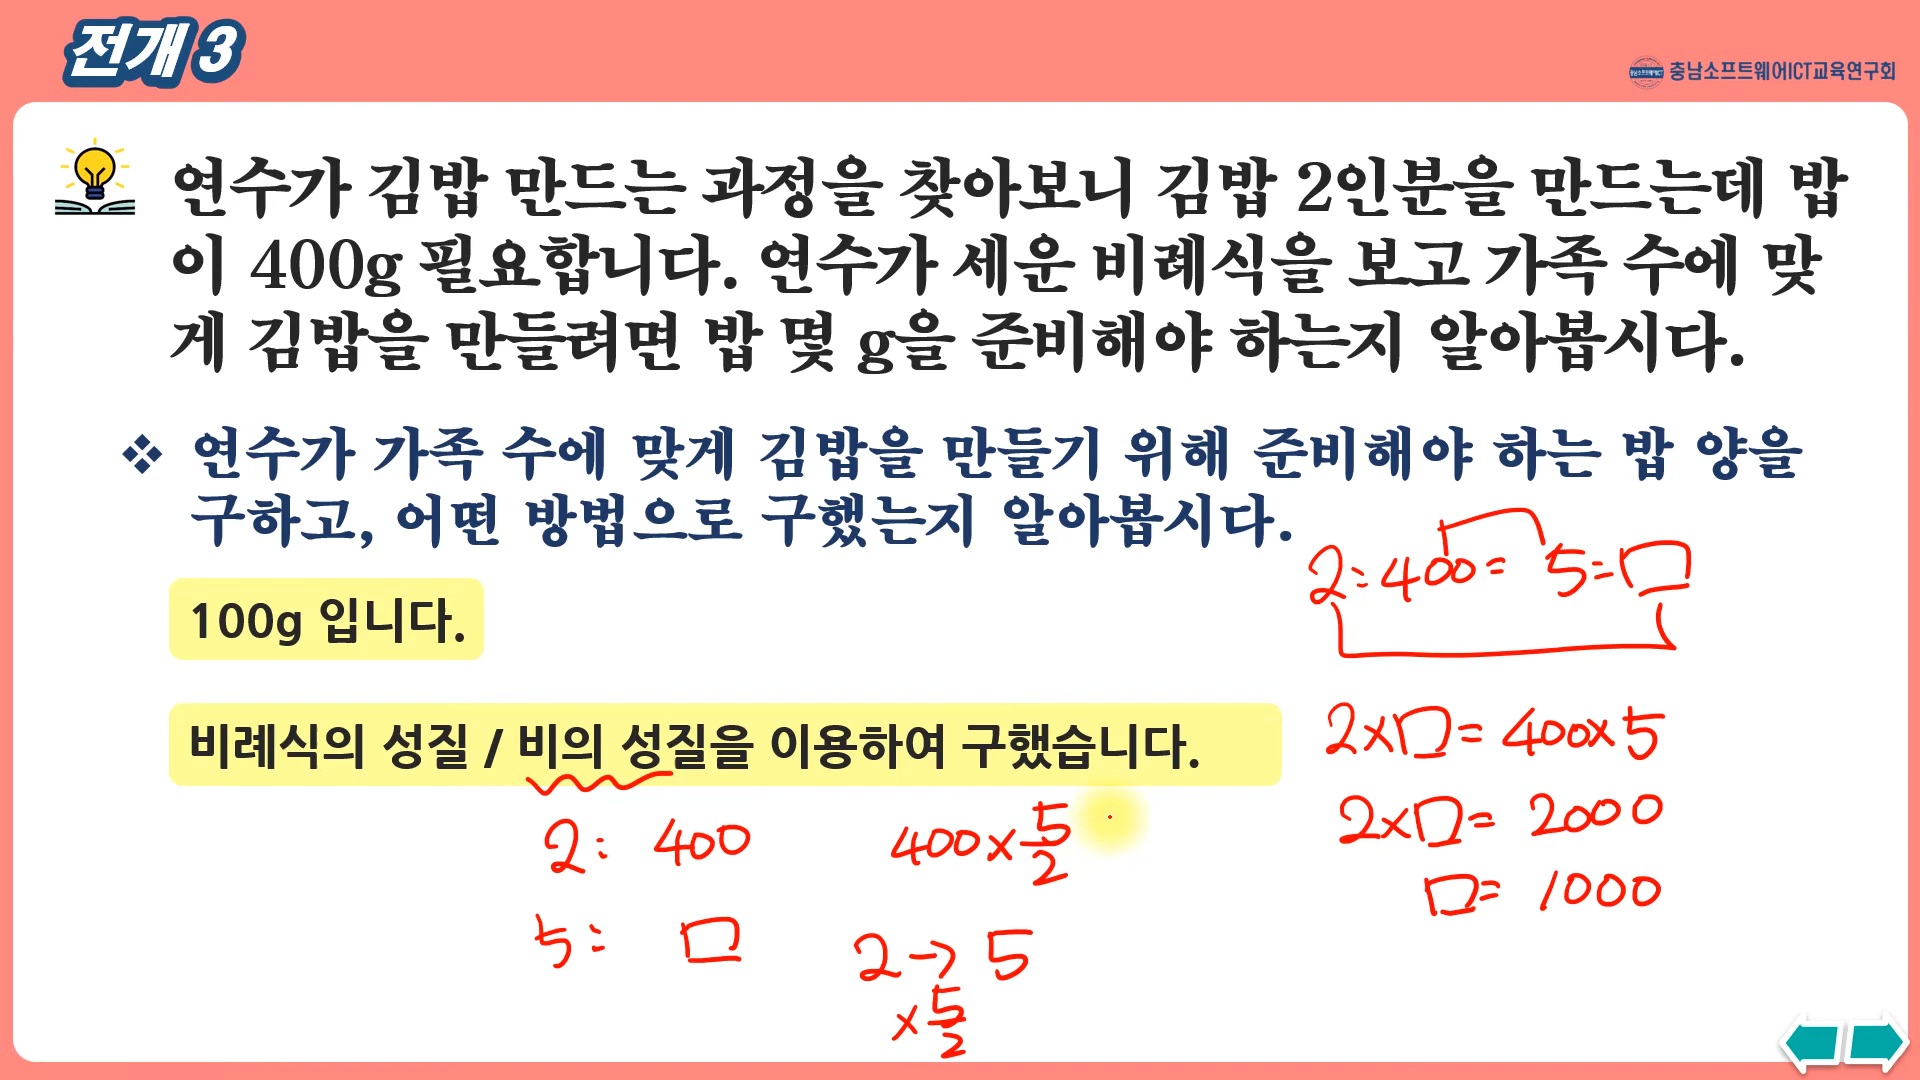 전개 3
충남소프트웨어ICT교육연구회
연수가 김밥 만드는 과정을 찾아보니 김밥 2인분을 만드는데 밥
이 400g 필요합니다. 연수가 세운 비례식을 보고 가족 수에 맞
게 김밥을 만들려면 밥 몇 g을 준비해야 하는지 알아봅시다.
❖ 연수가 가족 수에 맞게 김밥을 만들기 위해 준비해야 하는 밥 양을
구하고, 어떤 방법으로 구했는지 알아봅시다.
2:400=5=□
100g 입니다.
비례식의 성질 / 비의 성질을 이용하여 구했습니다.
2×□=400×5
2×□=2000
□=1000
2: 400
5: □
400×5/2
2→5
×5/2